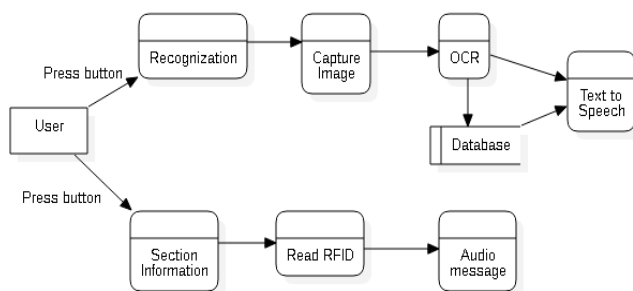 Recognization
Capture
Image
OCR
Text to
Speech
Press button
User
Database
Press button
Section
Information
Read RFID
Audio
message